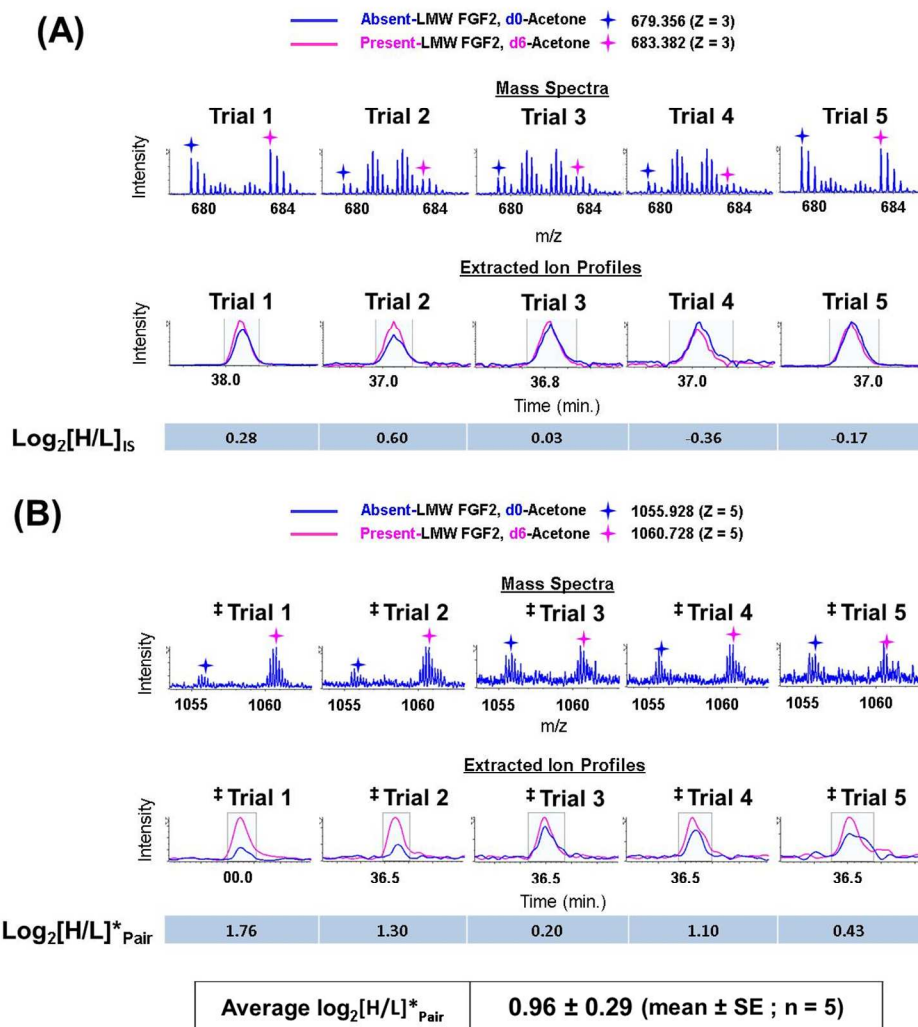 (A)
Absent-LMW FGF2, d0-Acetone 679.356 (Z = 3)
Present-LMW FGF2, d6-Acetone 683.382 (Z = 3)
Mass Spectra
Trial 1 Trial 2 Trial 3 Trial 4 Trial 5
Intensity
680 684 680 684 680 684 680 684 680 684
m/z
Extracted Ion Profiles
Trial 1 Trial 2 Trial 3 Trial 4 Trial 5
Intensity
38.0 37.0 36.8 37.0 37.0
Time (min.)
Log2[H/L]IS 0.28 0.60 0.03 -0.36 -0.17
(B)
Absent-LMW FGF2, d0-Acetone 1055.928 (Z = 5)
Present-LMW FGF2, d6-Acetone 1060.728 (Z = 5)
Mass Spectra
‡ Trial 1 ‡ Trial 2 ‡ Trial 3 ‡ Trial 4 ‡ Trial 5
Intensity
1055 1060 1055 1060 1055 1060 1055 1060 1055 1060
m/z
Extracted Ion Profiles
‡ Trial 1 ‡ Trial 2 ‡ Trial 3 ‡ Trial 4 ‡ Trial 5
Intensity
00.0 36.5 36.5 36.5 36.5
Time (min.)
Log2[H/L]*Pair 1.76 1.30 0.20 1.10 0.43
Average log2[H/L]*Pair 0.96 ± 0.29 (mean ± SE ; n = 5)